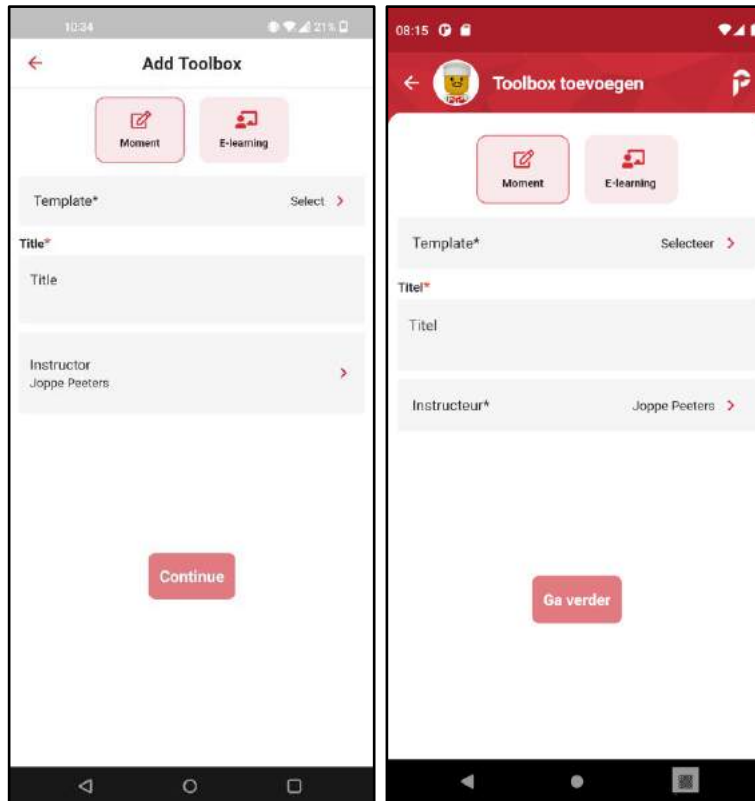 10:34
21%
Add Toolbox
Moment
E-learning
Template*
Select
Title*
Title
Instructor
Joppe Peeters
Continue
08:15
Toolbox toevoegen
Moment
E-learning
Template*
Selecteer
Titel*
Titel
Instructeur*
Joppe Peeters
Ga verder